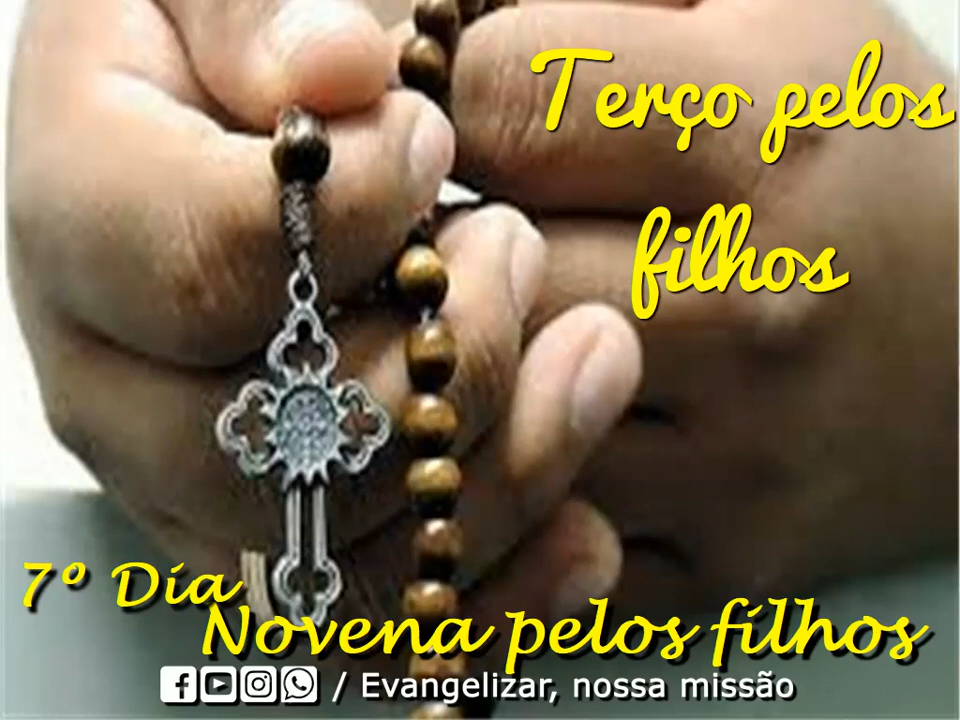 Terço pelos
filhos
7º Dia
Novena pelos filhos
/ Evangelizar, nossa missão